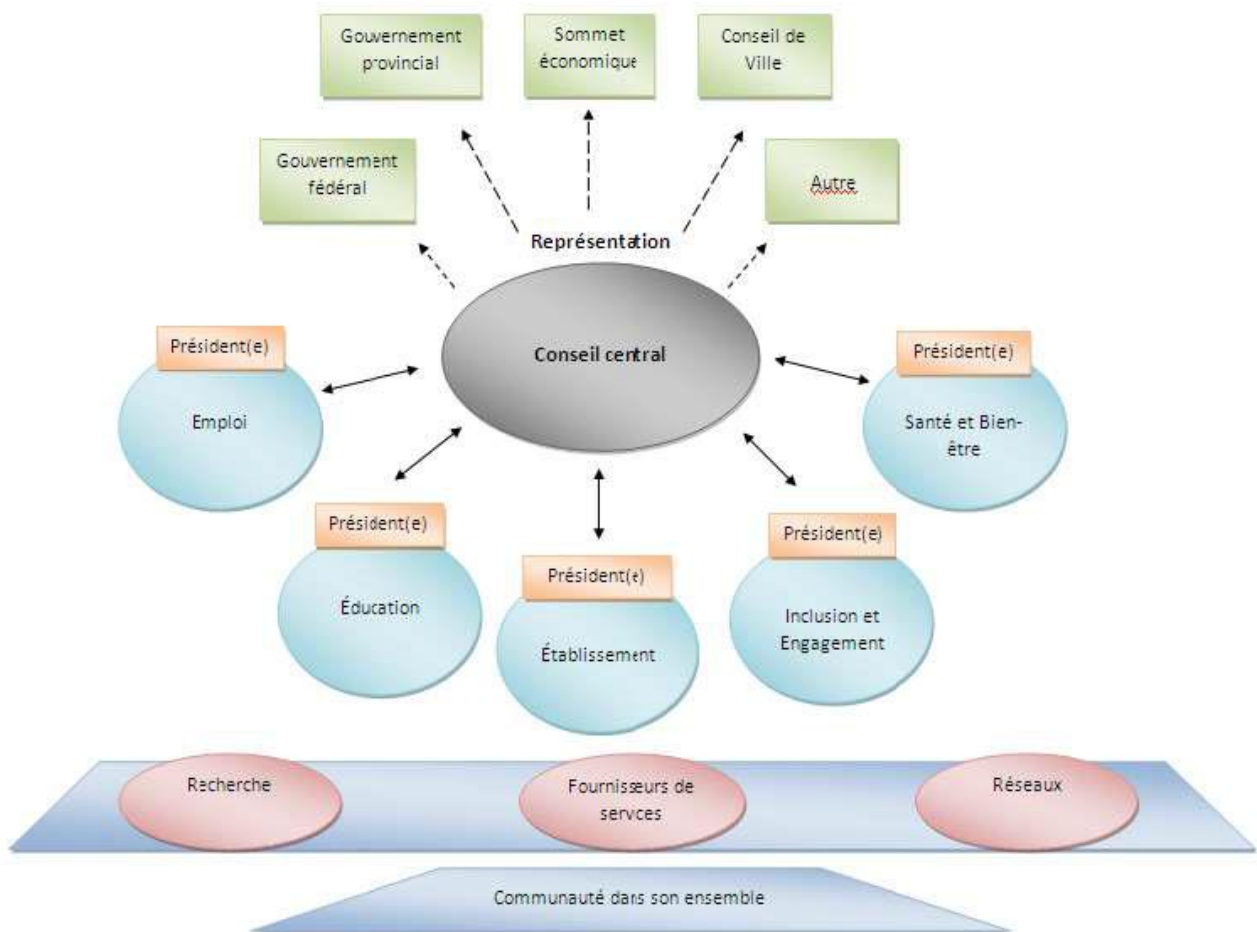 Gouvernement
provincial
Sommet
économique
Conseil de
Ville
Gouvernement
fédéral
Autre
Représentation
Conseil central
Président(e)
Emploi
Président(e)
Santé et Bien-
être
Président(e)
Éducation
Président(e)
Établissement
Président(e)
Inclusion et
Engagement
Recherche
Fournisseurs de
services
Réseaux
Communauté dans son ensemble